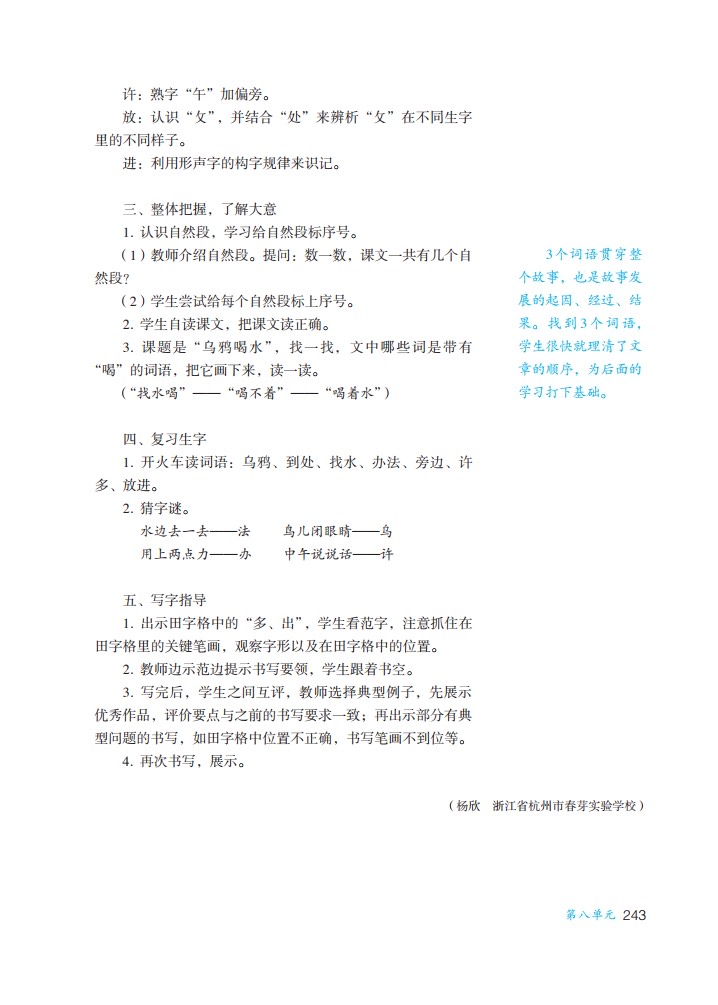 许：熟字“午”加偏旁。
放：认识“攵”，并结合“处”来辨析“攵”在不同生字
里的不同样子。
进：利用形声字的构字规律来识记。
三、整体把握，了解大意
1. 认识自然段，学习给自然段标序号。
（1）教师介绍自然段。提问：数一数，课文一共有几个自
然段？
（2）学生尝试给每个自然段标上序号。
2. 学生自读课文，把课文读正确。
3. 课题是“乌鸦喝水”，找一找，文中哪些词是带有
“喝”的词语，把它画下来，读一读。
（“找水喝”——“喝不着”——“喝着水”）
3个词语贯穿整
个故事，也是故事发
展的起因、经过、结
果。找到3个词语，
学生很快就理清了文
章的顺序，为后面的
学习打下基础。
四、复习生字
1. 开火车读词语：乌鸦、到处、找水、办法、旁边、许
多、放进。
2. 猜字谜。
水边去一去——法 鸟儿闭眼睛——乌
用上两点力——办 中午说说话——许
五、写字指导
1. 出示田字格中的“多、出”，学生看范字，注意抓住在
田字格里的关键笔画，观察字形以及在田字格中的位置。
2. 教师边示范边提示书写要领，学生跟着书空。
3. 写完后，学生之间互评，教师选择典型例子，先展示
优秀作品，评价要点与之前的书写要求一致；再出示部分有典
型问题的书写，如田字格中位置不正确，书写笔画不到位等。
4. 再次书写，展示。
（杨欣 浙江省杭州市春芽实验学校）
第八单元 243